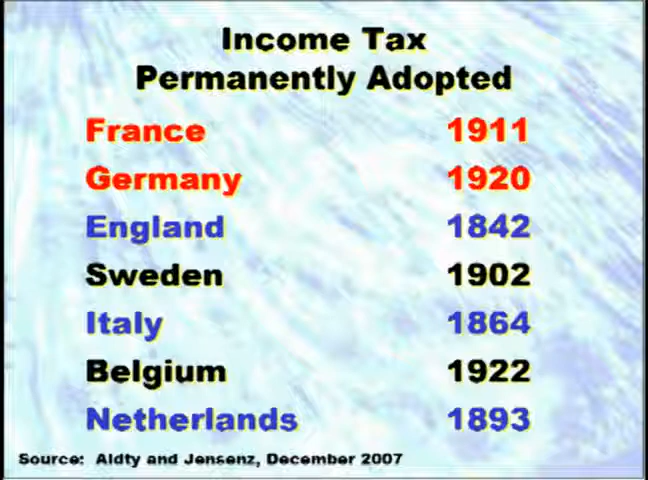 Income Tax
Permanently Adopted
France 1911
Germany 1920
England 1842
Sweden 1902
Italy 1864
Belgium 1922
Netherlands 1893
Source: Aldty and Jensenz, December 2007